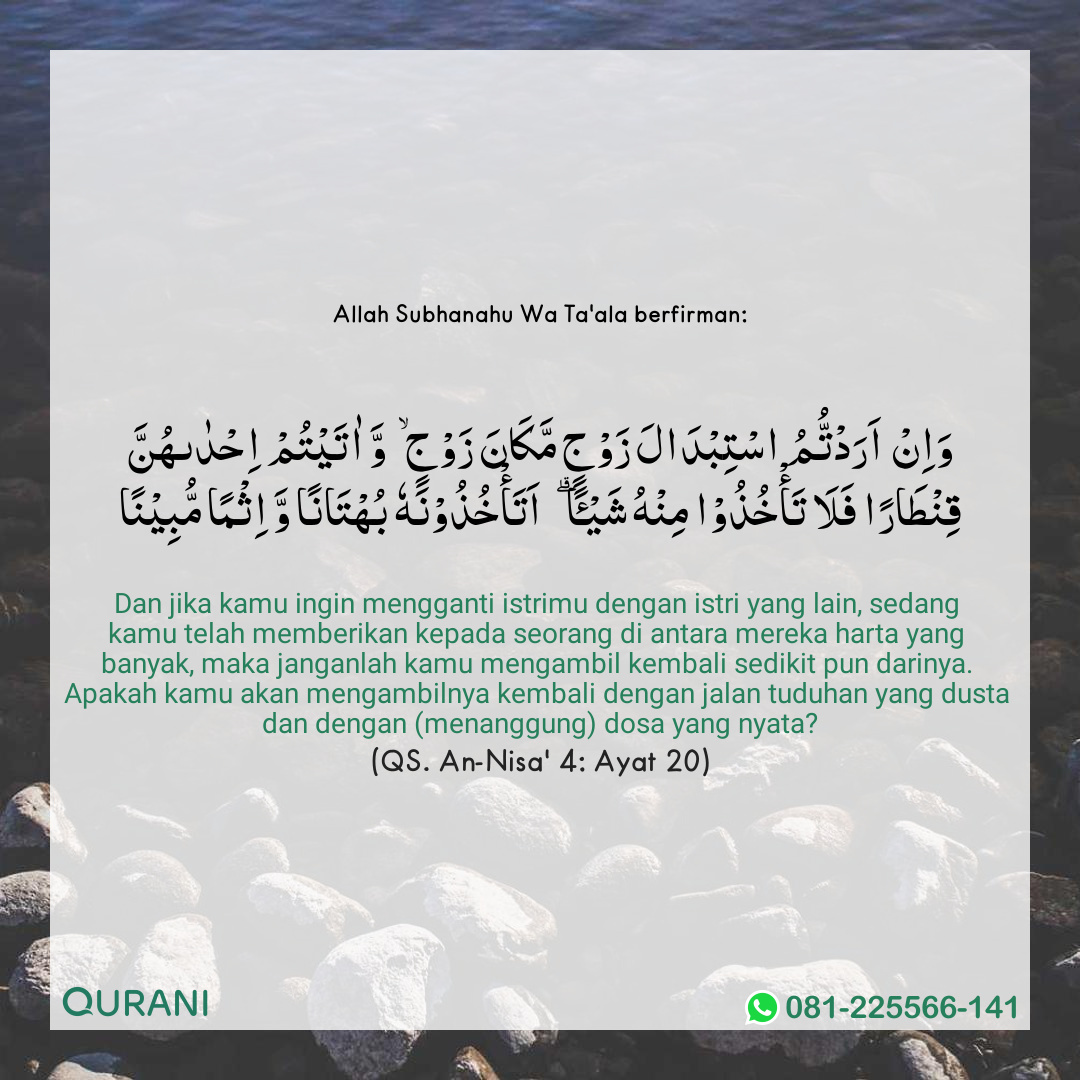 Allah Subhanahu Wa Ta'ala berfirman:
وَاِنْ اَرَدْتُّمُ اسْتِبْدَالَ زَوْجٍ مَّكَانَ زَوْجٍ ۙ وَّاٰتَيْتُمْ اِحْدٰٮهُنَّ
قِنْطَارًا فَلَا تَأْخُذُوْا مِنْهُ شَيْـًٔـا ۗ اَتَأْخُذُوْنَهٗ بُهْتَانًا وَّاِثْمًا مُّبِيْنًا
Dan jika kamu ingin mengganti istrimu dengan istri yang lain, sedang
kamu telah memberikan kepada seorang di antara mereka harta yang
banyak, maka janganlah kamu mengambil kembali sedikit pun darinya.
Apakah kamu akan mengambilnya kembali dengan jalan tuduhan yang dusta
dan dengan (menanggung) dosa yang nyata?
(QS. An-Nisa' 4: Ayat 20)
QURANI
081-225566-141